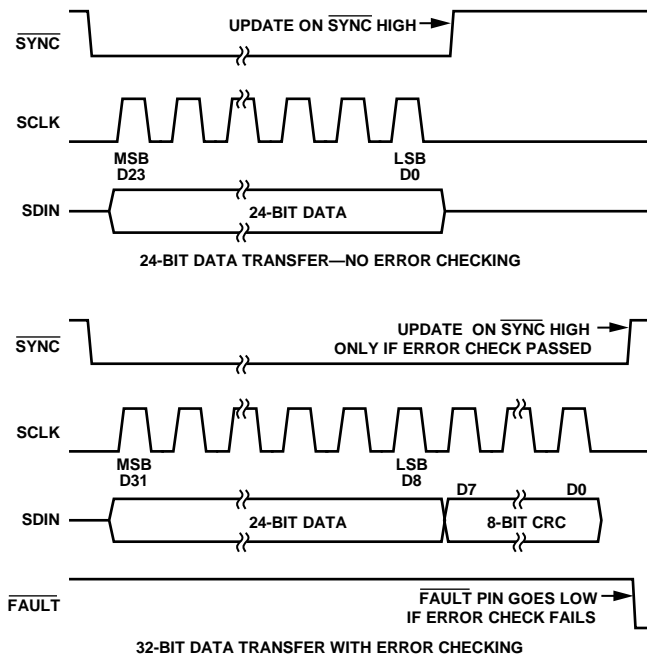 UPDATE ON SYNC HIGH
SYNC
SCLK
MSB
D23
LSB
D0
SDIN
24-BIT DATA
24-BIT DATA TRANSFER—NO ERROR CHECKING
UPDATE ON SYNC HIGH
ONLY IF ERROR CHECK PASSED
SYNC
SCLK
MSB
D31
LSB
D8
D7
D0
SDIN
24-BIT DATA
8-BIT CRC
FAULT
FAULT PIN GOES LOW
IF ERROR CHECK FAILS
32-BIT DATA TRANSFER WITH ERROR CHECKING